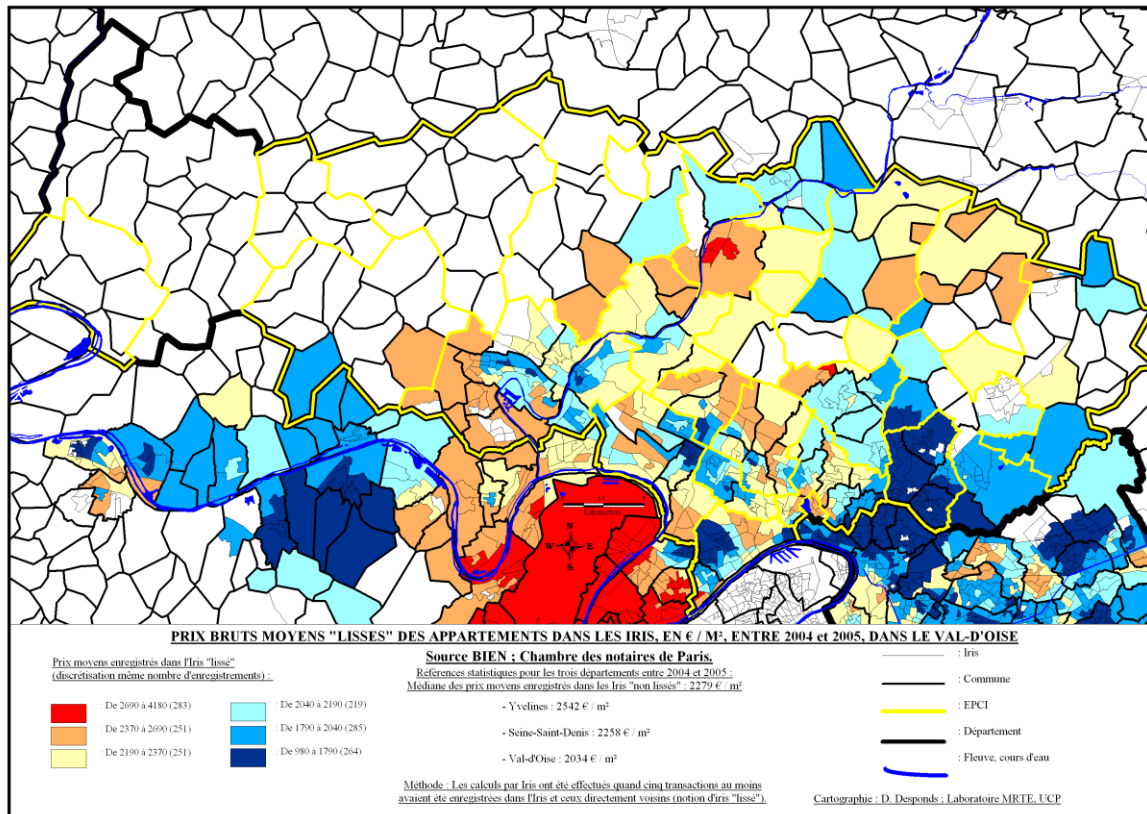 Kilomètres
N
W E
S
PRIX BRUTS MOYENS "LISSES" DES APPARTEMENTS DANS LES IRIS, EN € / M², ENTRE 2004 et 2005, DANS LE VAL-D'OISE
Source BIEN ; Chambre des notaires de Paris.
Prix moyens enregistrés dans l'Iris "lissé"
(discrétisation même nombre d'enregistrements) :
: De 2690 à 4180 (283)
: De 2370 à 2690 (251)
: De 2190 à 2370 (251)
: De 2040 à 2190 (219)
: De 1790 à 2040 (285)
: De 980 à 1790 (264)
Références statistiques pour les trois départements entre 2004 et 2005 :
Médiane des prix moyens enregistrés dans les Iris "non lissés" : 2279 € / m²
- Yvelines : 2542 € / m²
- Seine-Saint-Denis : 2258 € / m²
- Val-d'Oise : 2034 € / m²
Méthode : Les calculs par Iris ont été effectués quand cinq transactions au moins
avaient été enregistrées dans l'Iris et ceux directement voisins (notion d'iris "lissé").
: Iris
: Commune
: EPCI
: Département
: Fleuve, cours d'eau
Cartographie : D. Desponds ; Laboratoire MRTE, UCP